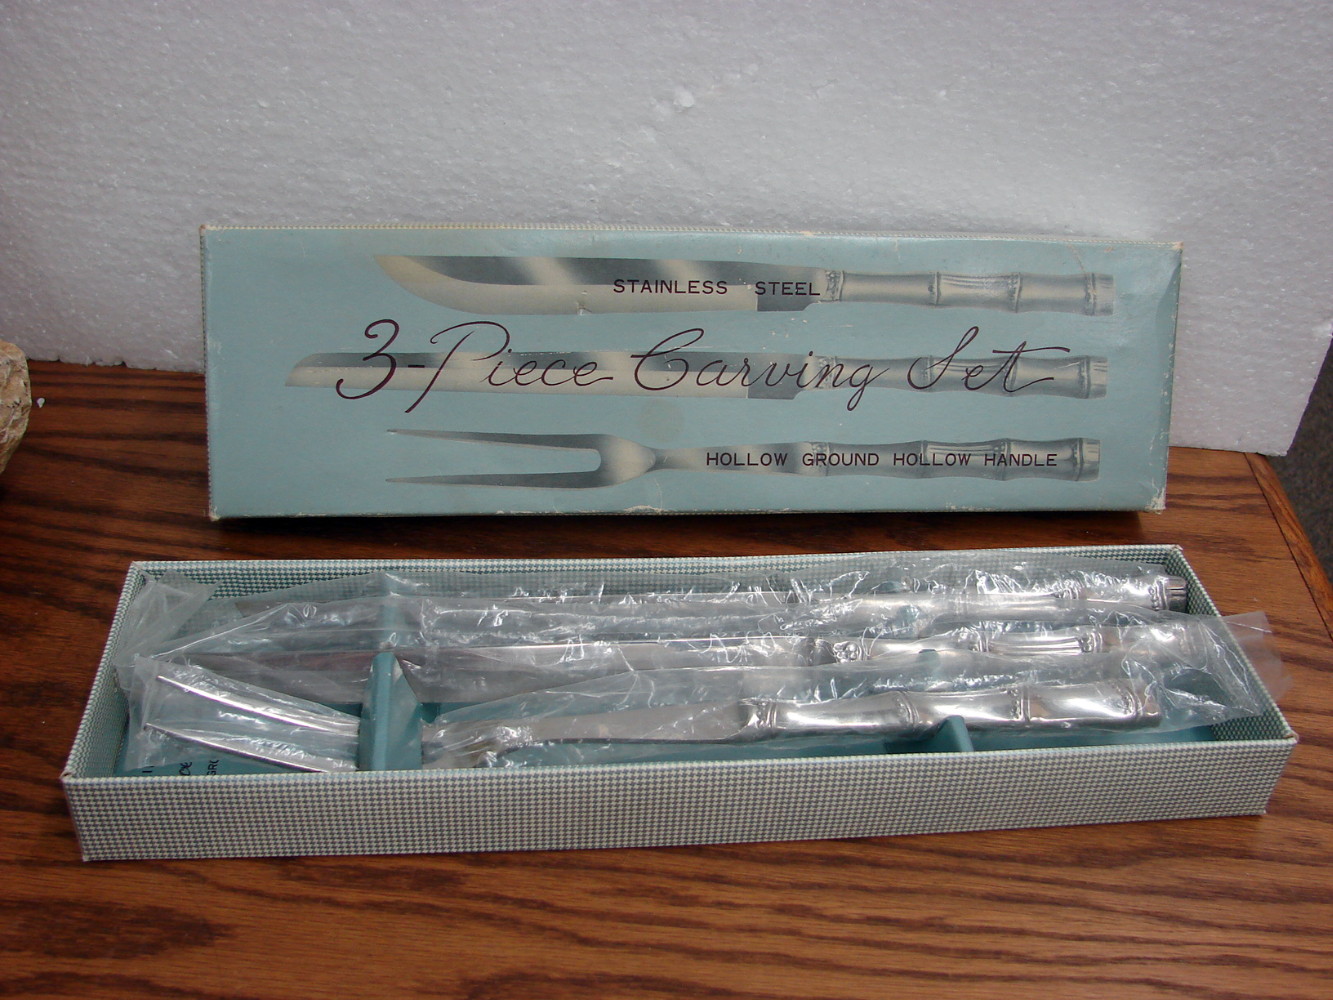 STAINLESS STEEL
3-Piece Carving Set
HOLLOW GROUND HOLLOW HANDLE